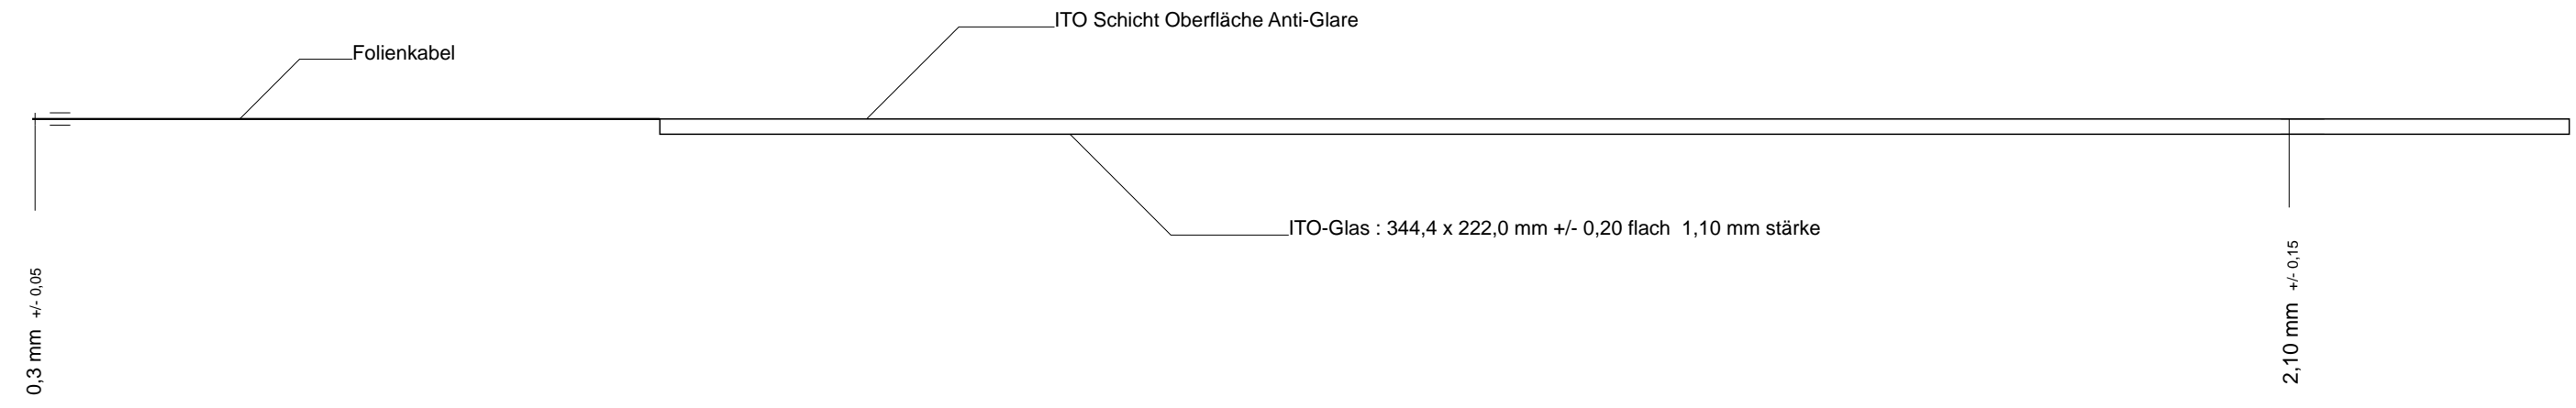 ITO Schicht Oberfläche Anti-Glare
Folienkabel
ITO-Glas : 344,4 x 222,0 mm +/- 0,20 flach  1,10 mm stärke
0,3 mm +/- 0,05
2,10 mm +/- 0,15